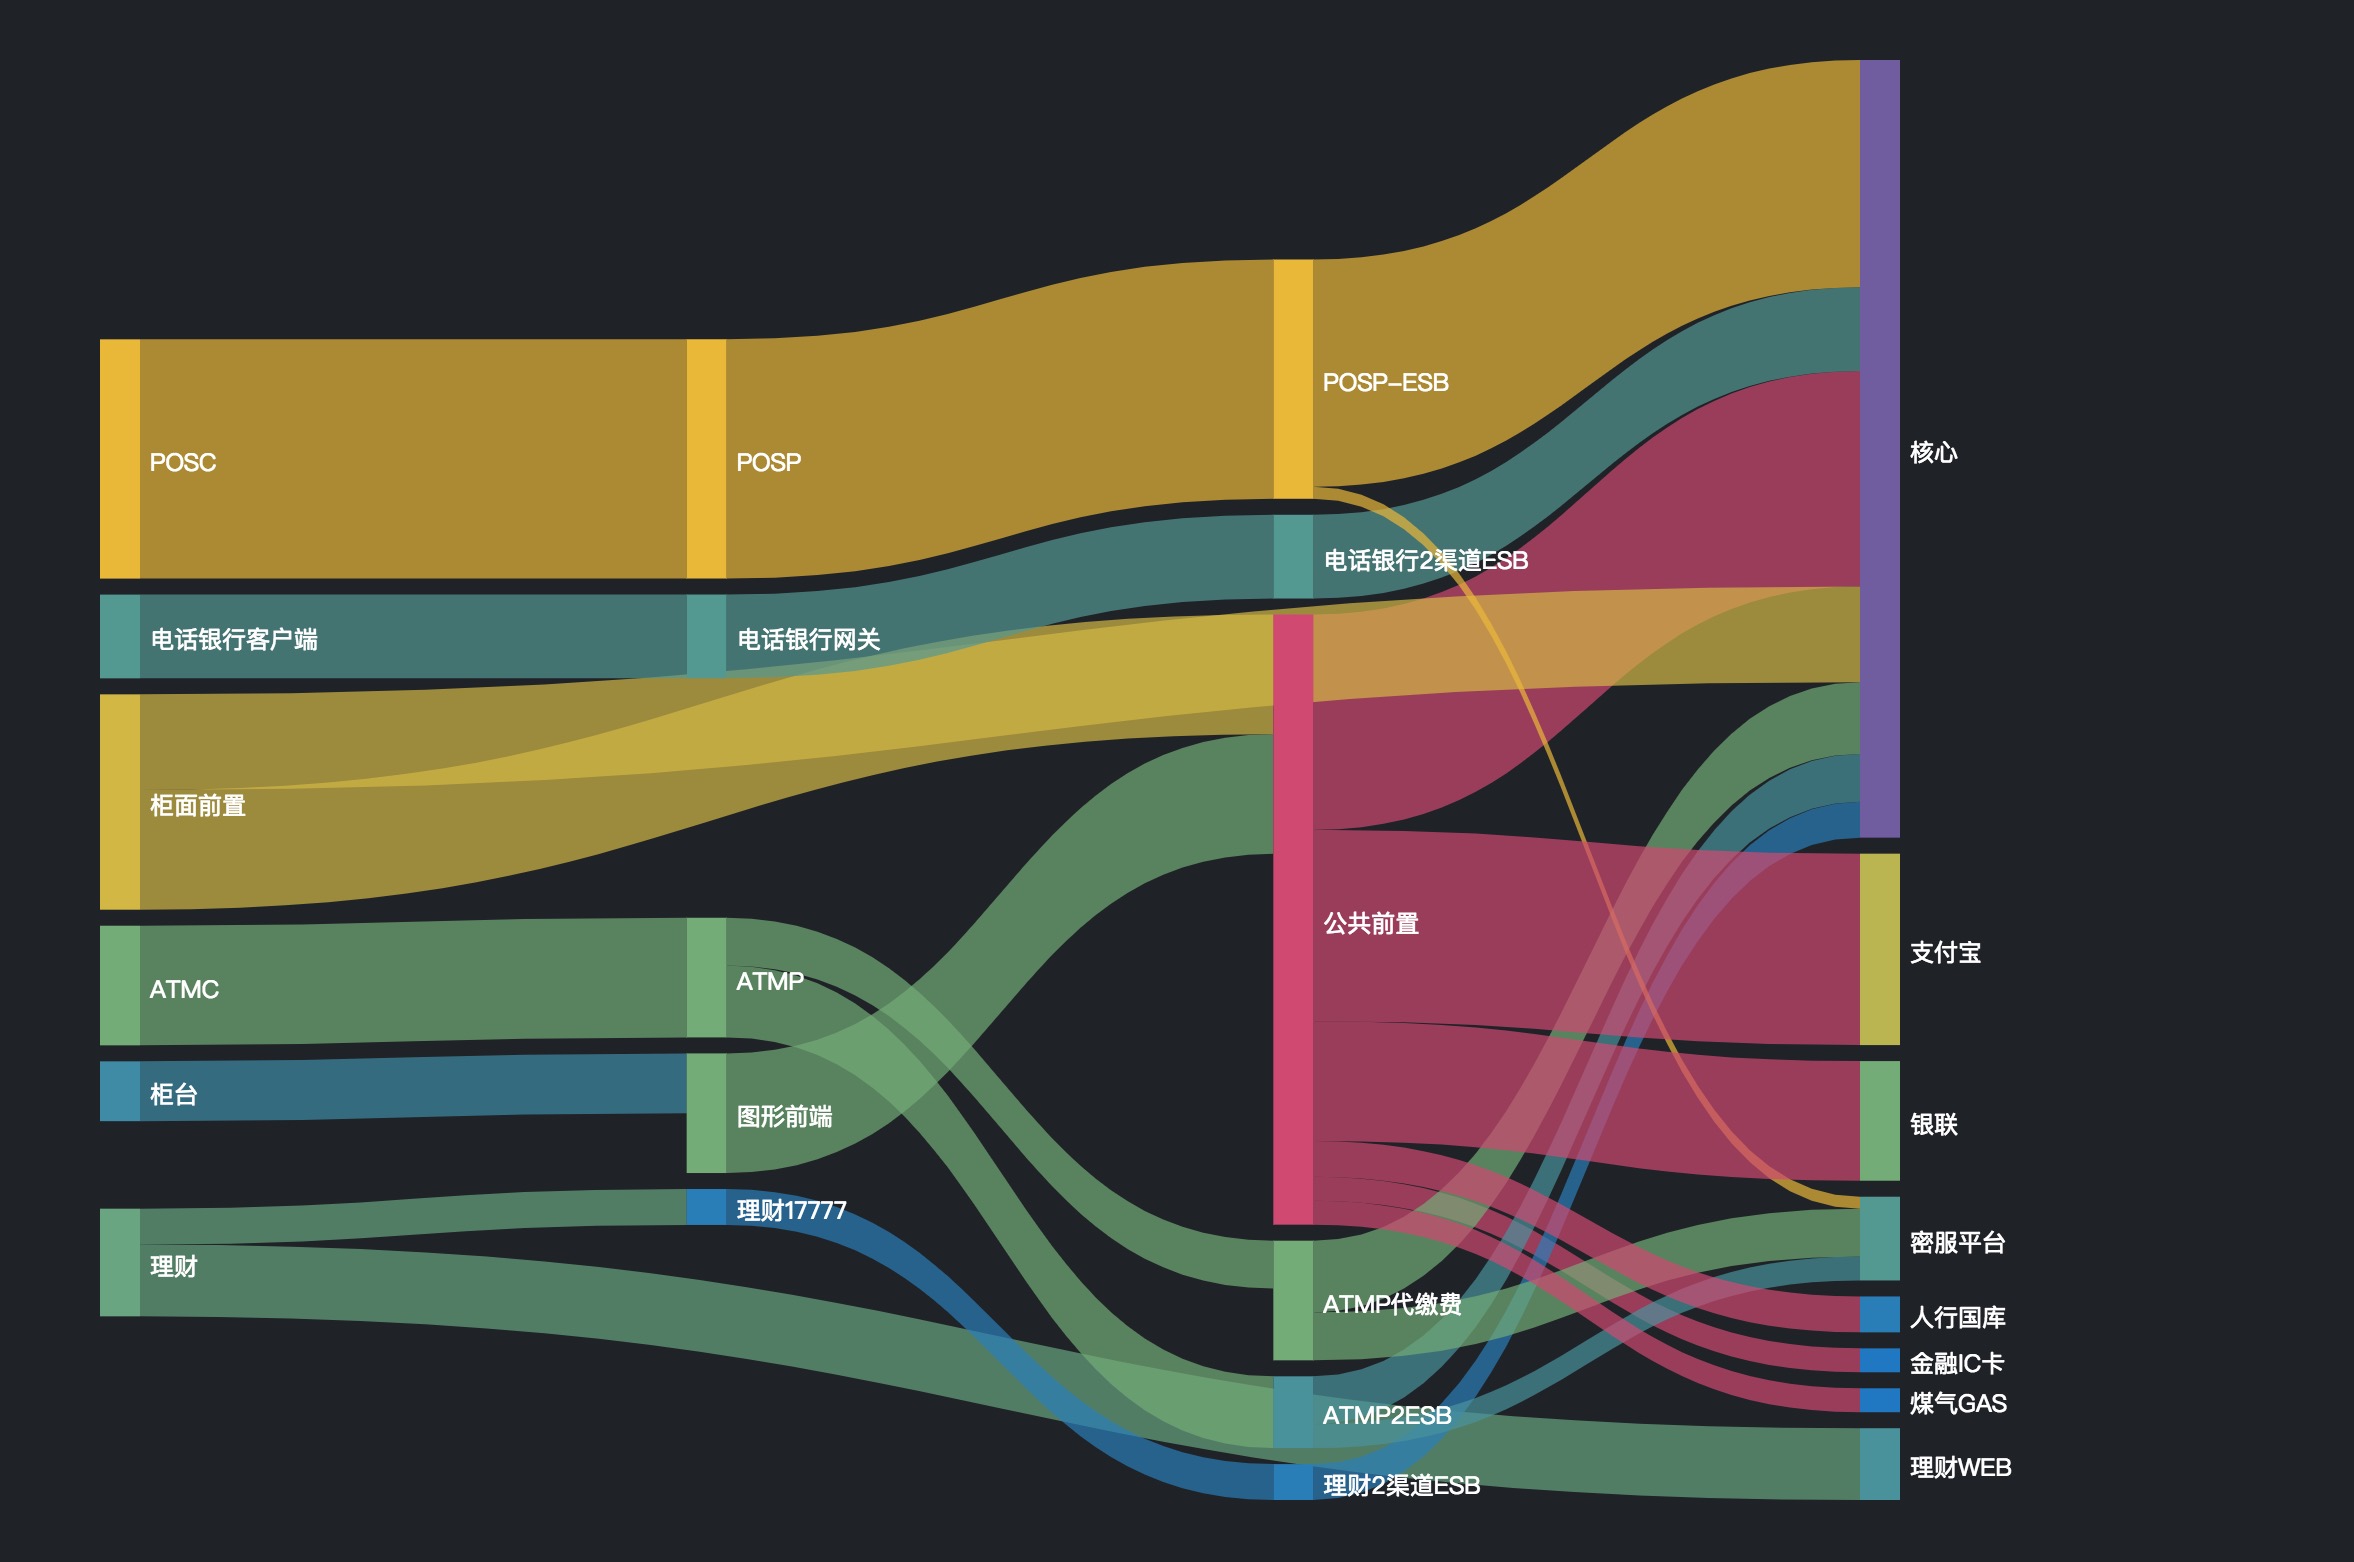 POSC
电话银行客户端
柜面前置
ATMC
柜台
理财
POSP
电话银行网关
ATMP
图形前端
理财17777
POSP-ESB
电话银行2渠道ESB
公共前置
ATMP代缴费
ATMP2ESB
理财2渠道ESB
核心
支付宝
银联
密服平台
人行国库
金融IC卡
煤气GAS
理财WEB